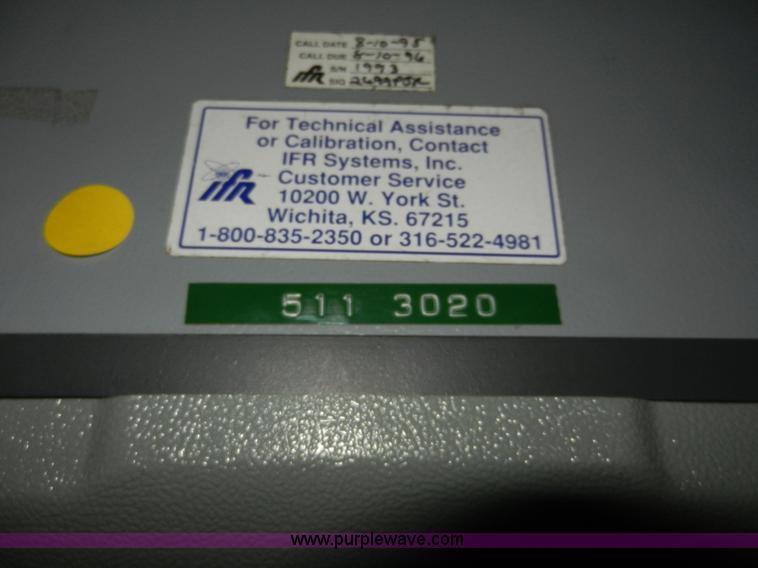 CALL DATE 8-10-95
CALL DUE 8-10-96
IFR S/N 1993
SIG
For Technical Assistance
or Calibration, Contact
IFR Systems, Inc.
IFR Customer Service
10200 W. York St.
Wichita, KS. 67215
1-800-835-2350 or 316-522-4981
511 3020
www.purplewave.com